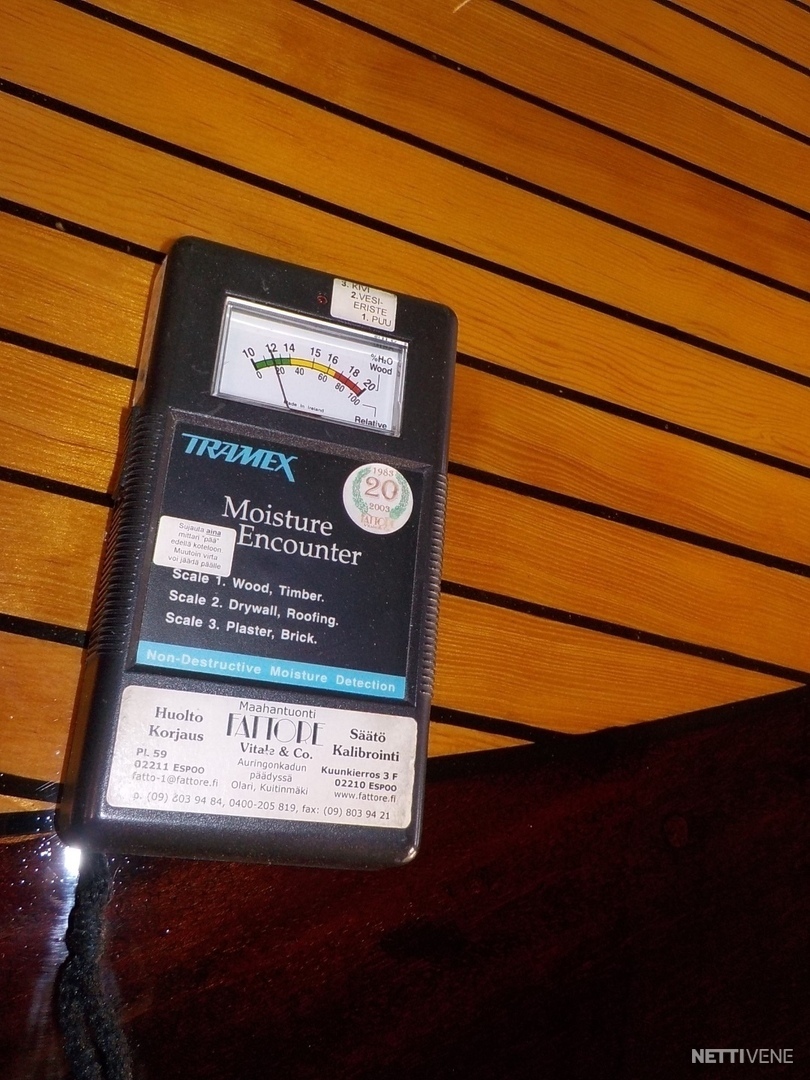 3. KIVI
2.VESI-
ERISTE
1. PUU
10 12 14 15 16 18 20
%H₂O
Wood
0 20 40 60 80 100
Made in Ireland
Relative
TRAMEX
1983
20
2003
FATTORE
Moisture
Encounter
Sujauta aina
mittari "pää"
edellä koteloon
Muutoin virta
voi jäädä päälle
Scale 1. Wood, Timber.
Scale 2. Drywall, Roofing.
Scale 3. Plaster, Brick.
Non-Destructive Moisture Detection
Maahantuonti
Huolto
Korjaus
FATTORE
Vitale & Co.
Säätö
Kalibrointi
PL 59
02211 ESPOO
fatto-1@fattore.fi
Auringonkadun
päädyssä
Olari, Kuitinmäki
Kuunkierros 3 F
02210 ESPOO
www.fattore.fi
p. (09) 803 94 84, 0400-205 819, fax: (09) 803 94 21
NETTIVENE